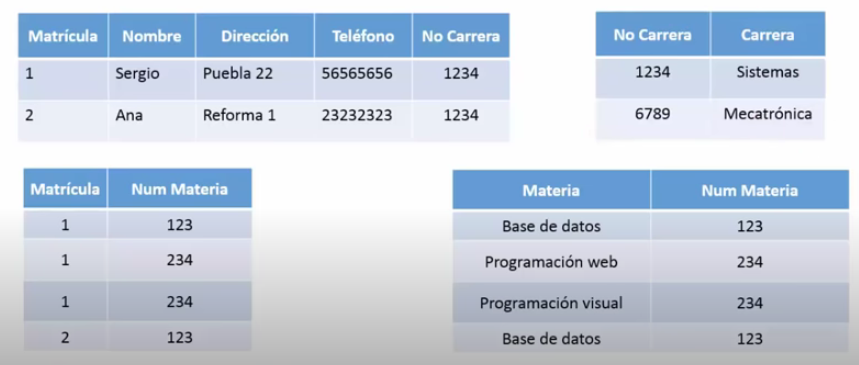 Matrícula Nombre Dirección Teléfono No Carrera
1 Sergio Puebla 22 56565656 1234
2 Ana Reforma 1 23232323 1234
No Carrera Carrera
1234 Sistemas
6789 Mecatrónica
Matrícula Num Materia
1 123
1 234
1 234
2 123
Materia Num Materia
Base de datos 123
Programación web 234
Programación visual 234
Base de datos 123